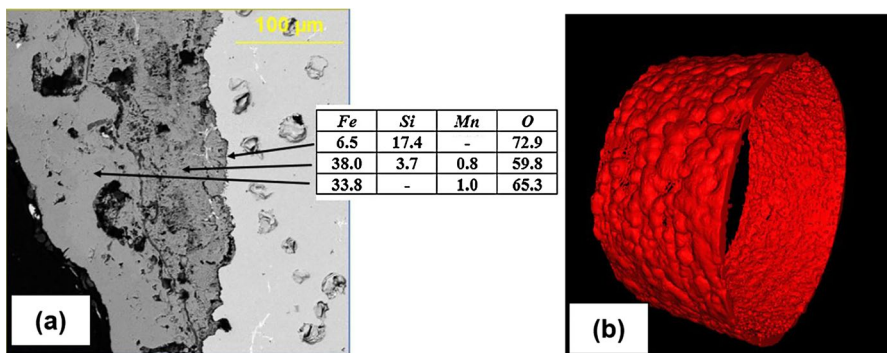 100 µm
Fe Si Mn O
6.5 17.4 - 72.9
38.0 3.7 0.8 59.8
33.8 - 1.0 65.3
(a)
(b)